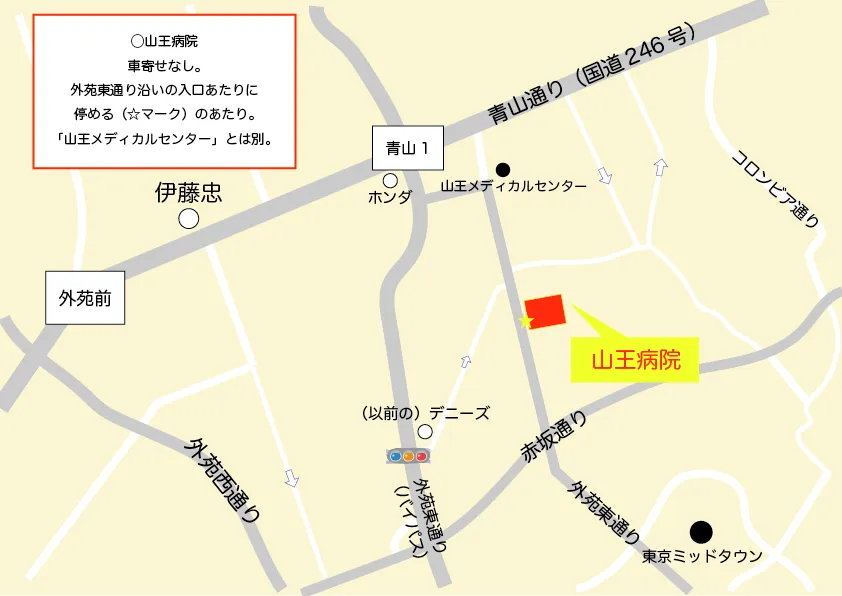 ○山王病院
車寄せなし。
外苑東通り沿いの入口あたりに
停める（☆マーク）のあたり。
「山王メディカルセンター」とは別。
青山通り（国道246号）
青山1
ホンダ
山王メディカルセンター
コロンビア通り
伊藤忠
外苑前
山王病院
（以前の）デニーズ
赤坂通り
外苑西通り
外苑東通り
（バイパス）
外苑東通り
東京ミッドタウン